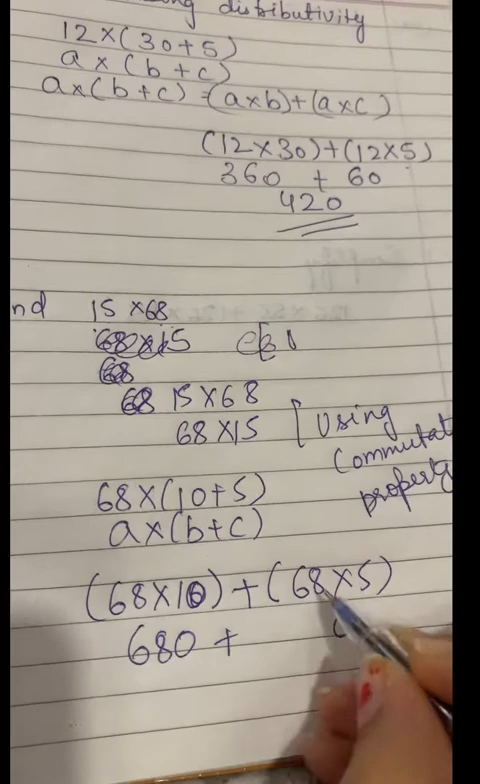 distributivity
12×(30+5)
a×(b+c)
a×(b+c)=(a×b)+(a×c)
(12×30)+(12×5)
360 + 60
420
nd 15×68
15×68
68×15
Using
Commutat
property
68×(10+5)
a×(b+c)
(68×10)+(68×5)
680 +